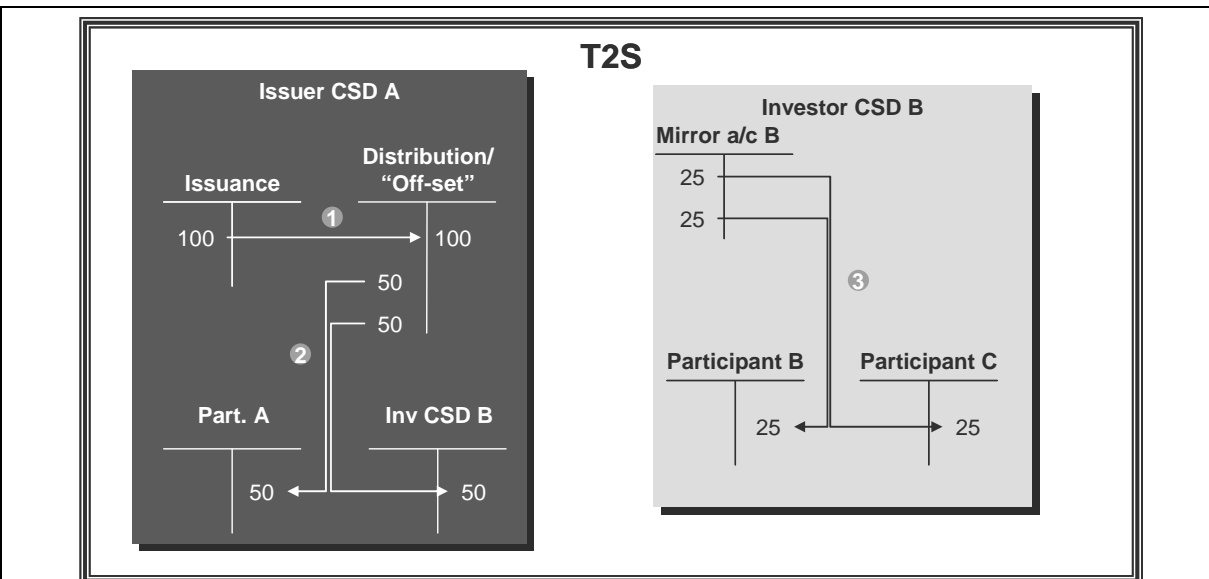 T2S
Issuer CSD A
Issuance
Distribution/
“Off-set”
1
100
100
50
50
2
Part. A
Inv CSD B
50
50
Investor CSD B
Mirror a/c B
25
25
3
Participant B
Participant C
25
25